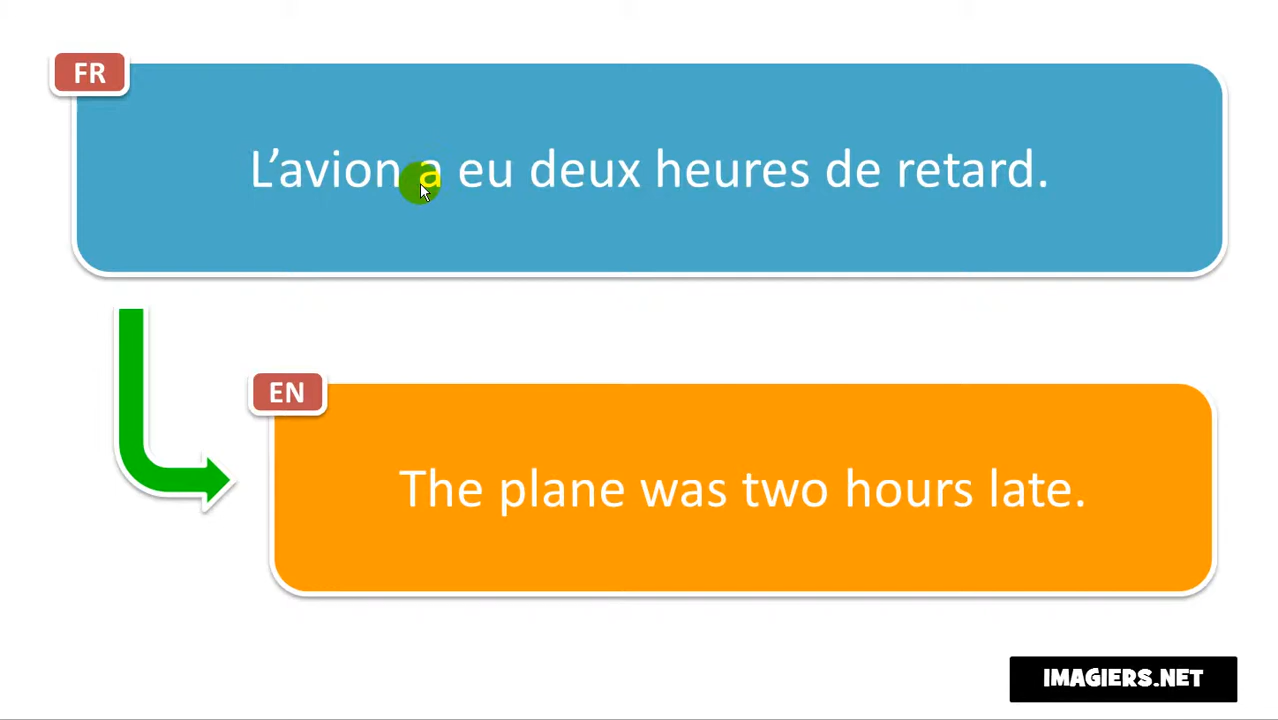 FR
L’avion a eu deux heures de retard.
EN
The plane was two hours late.
IMAGIERS.NET